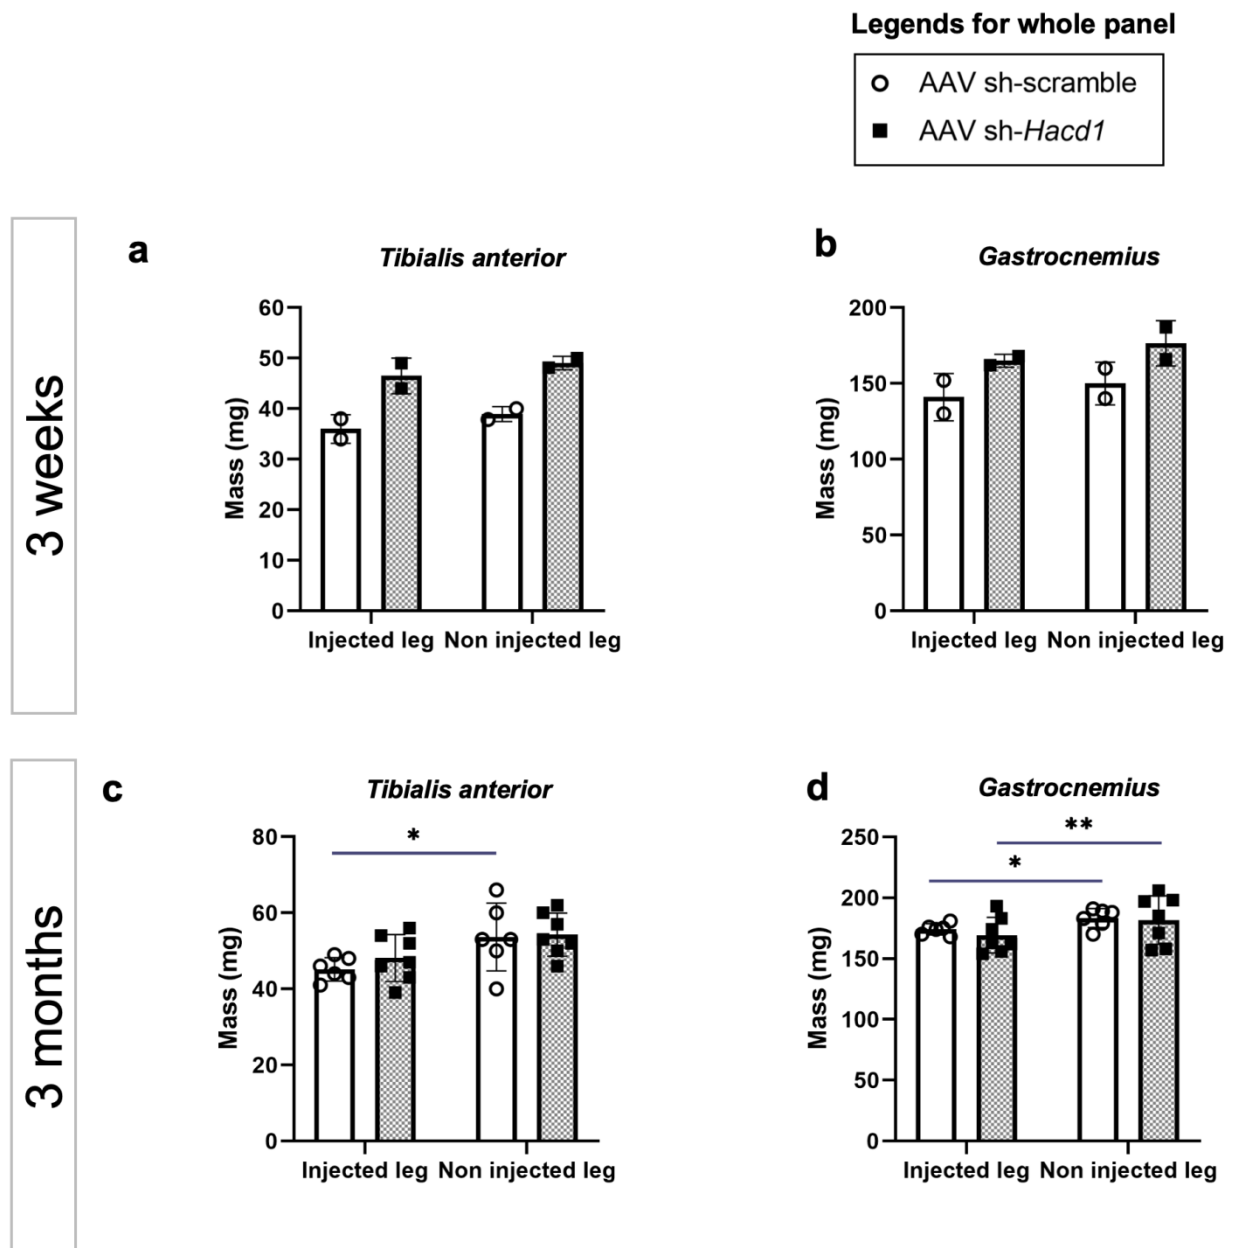 Legends for whole panel
AAV sh-scramble
AAV sh-Hacd1
3 weeks
a
Tibialis anterior
Mass (mg)
60
50
40
30
20
10
0
Injected leg Non injected leg
b
Gastrocnemius
Mass (mg)
200
150
100
50
0
Injected leg Non injected leg
3 months
c
Tibialis anterior
*
Mass (mg)
80
60
40
20
0
Injected leg Non injected leg
d
Gastrocnemius
**
*
Mass (mg)
250
200
150
100
50
0
Injected leg Non injected leg